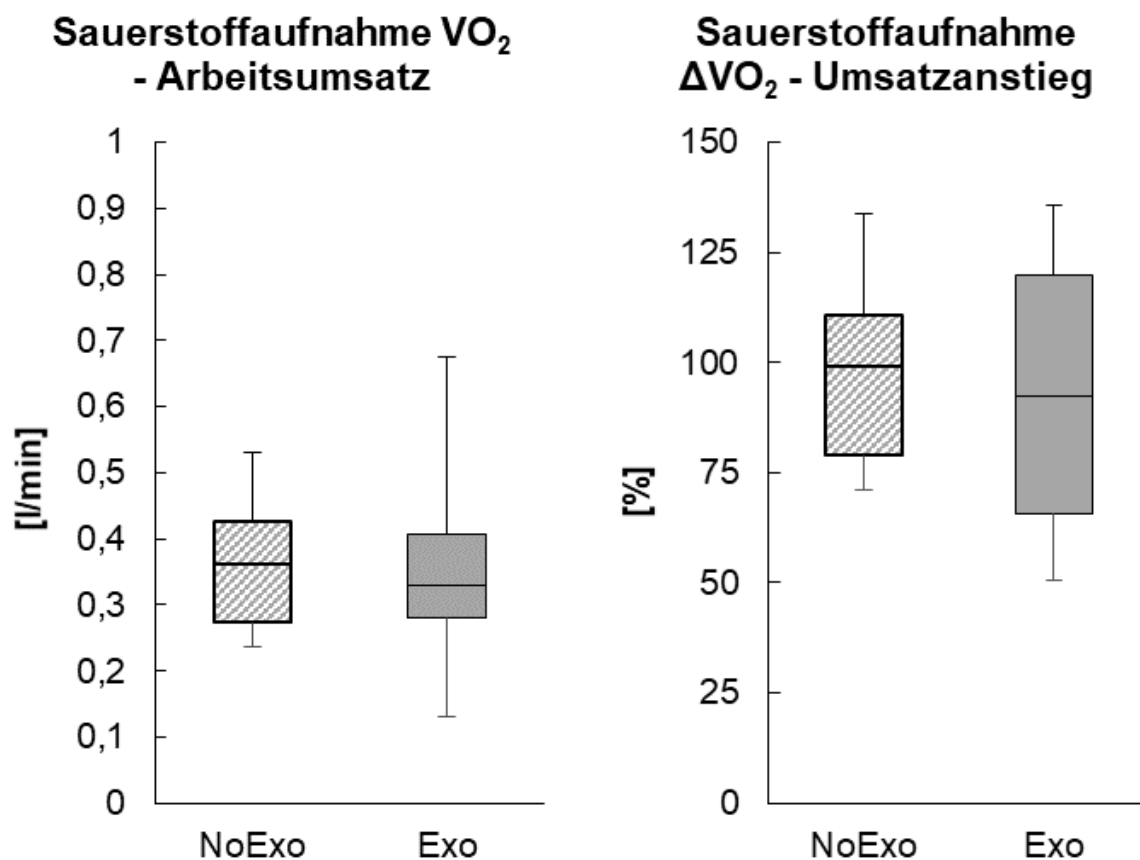 Sauerstoffaufnahme VO₂
- Arbeitsumsatz
1
0,9
0,8
0,7
0,6
0,5
0,4
0,3
0,2
0,1
0
[l/min]
NoExo Exo
Sauerstoffaufnahme
ΔVO₂ - Umsatzanstieg
150
125
100
75
50
25
0
[%]
NoExo Exo